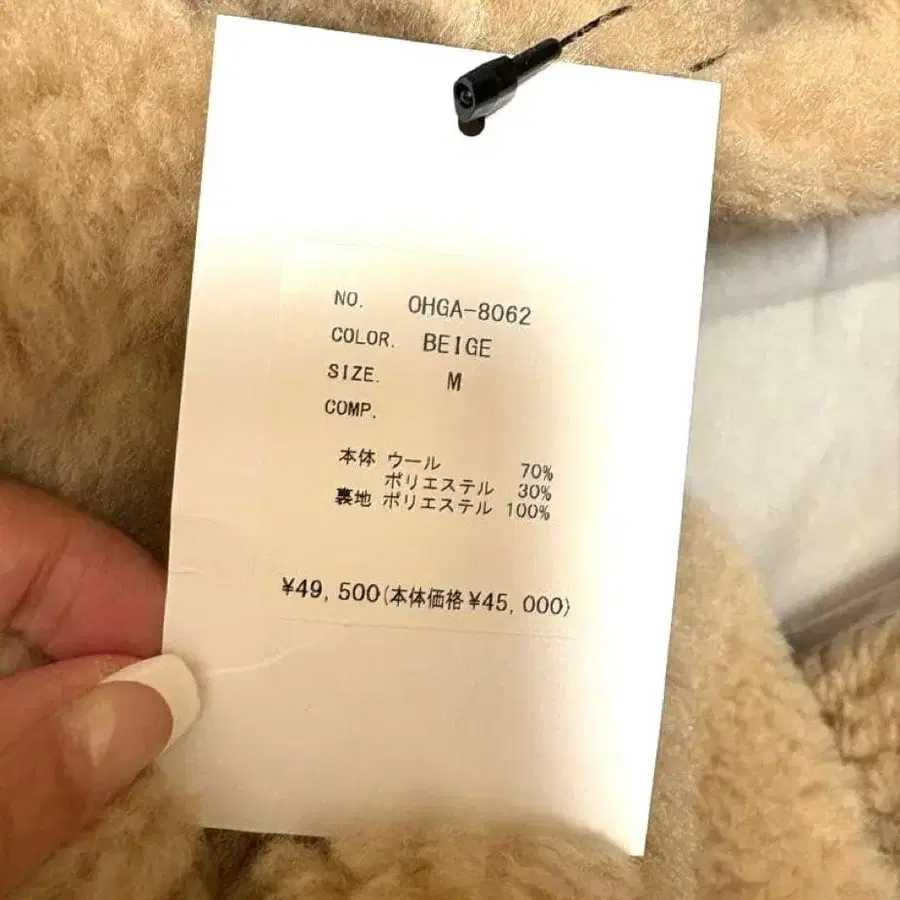 NO. OHGA-8062
COLOR. BEIGE
SIZE. M
COMP.
本体 ウール 70%
ポリエステル 30%
裏地 ポリエステル 100%
¥49,500(本体価格¥45,000)